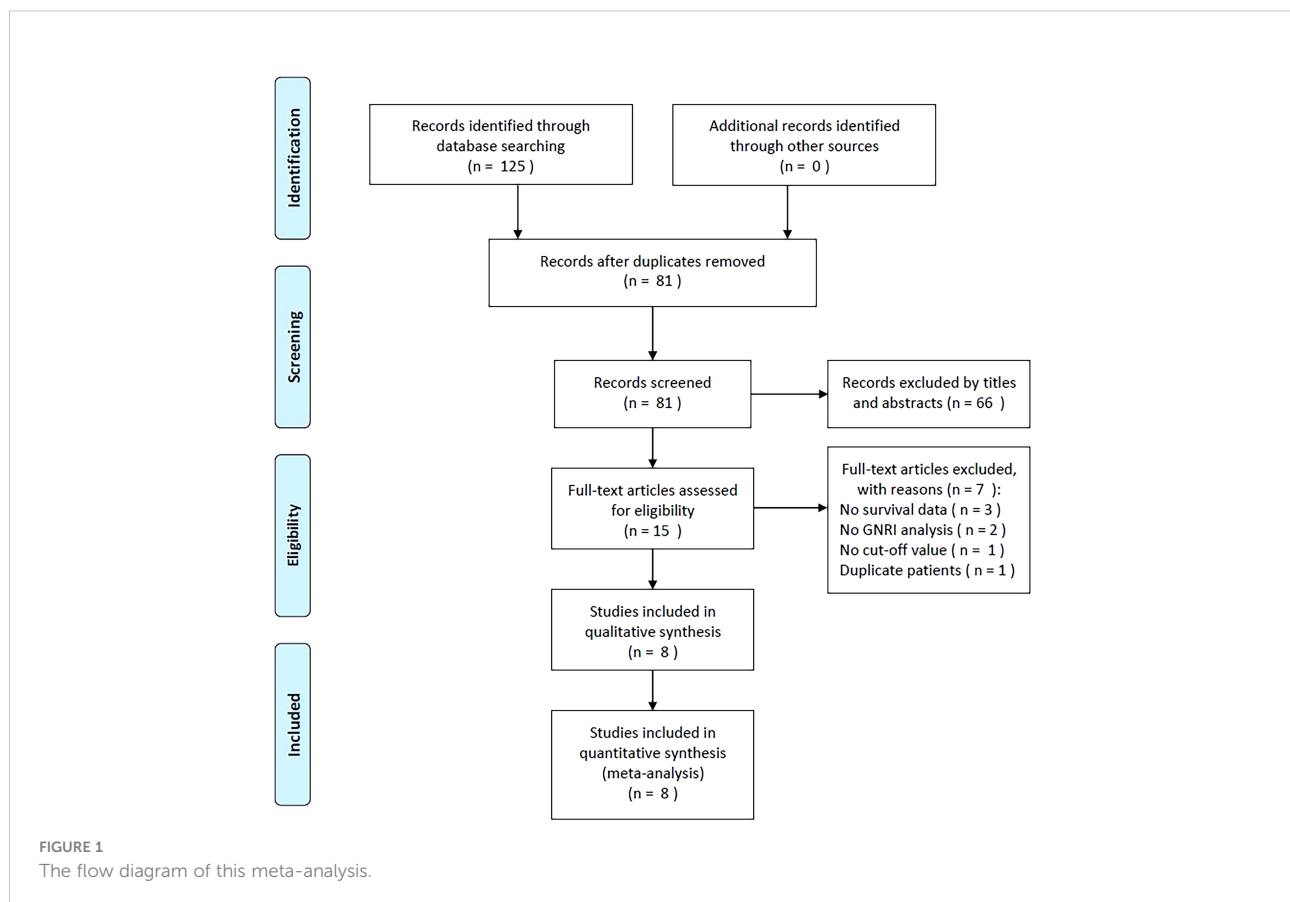 Identification
Records identified through
database searching
(n = 125 )
Additional records identified
through other sources
(n = 0 )
Records after duplicates removed
(n = 81 )
Screening
Records screened
(n = 81 )
Records excluded by titles
and abstracts (n = 66 )
Eligibility
Full-text articles assessed
for eligibility
(n = 15 )
Full-text articles excluded,
with reasons (n = 7 ):
No survival data ( n = 3 )
No GNRI analysis ( n = 2 )
No cut-off value ( n = 1 )
Duplicate patients ( n = 1 )
Studies included in
qualitative synthesis
(n = 8 )
Included
Studies included in
quantitative synthesis
(meta-analysis)
(n = 8 )
FIGURE 1
The flow diagram of this meta-analysis.